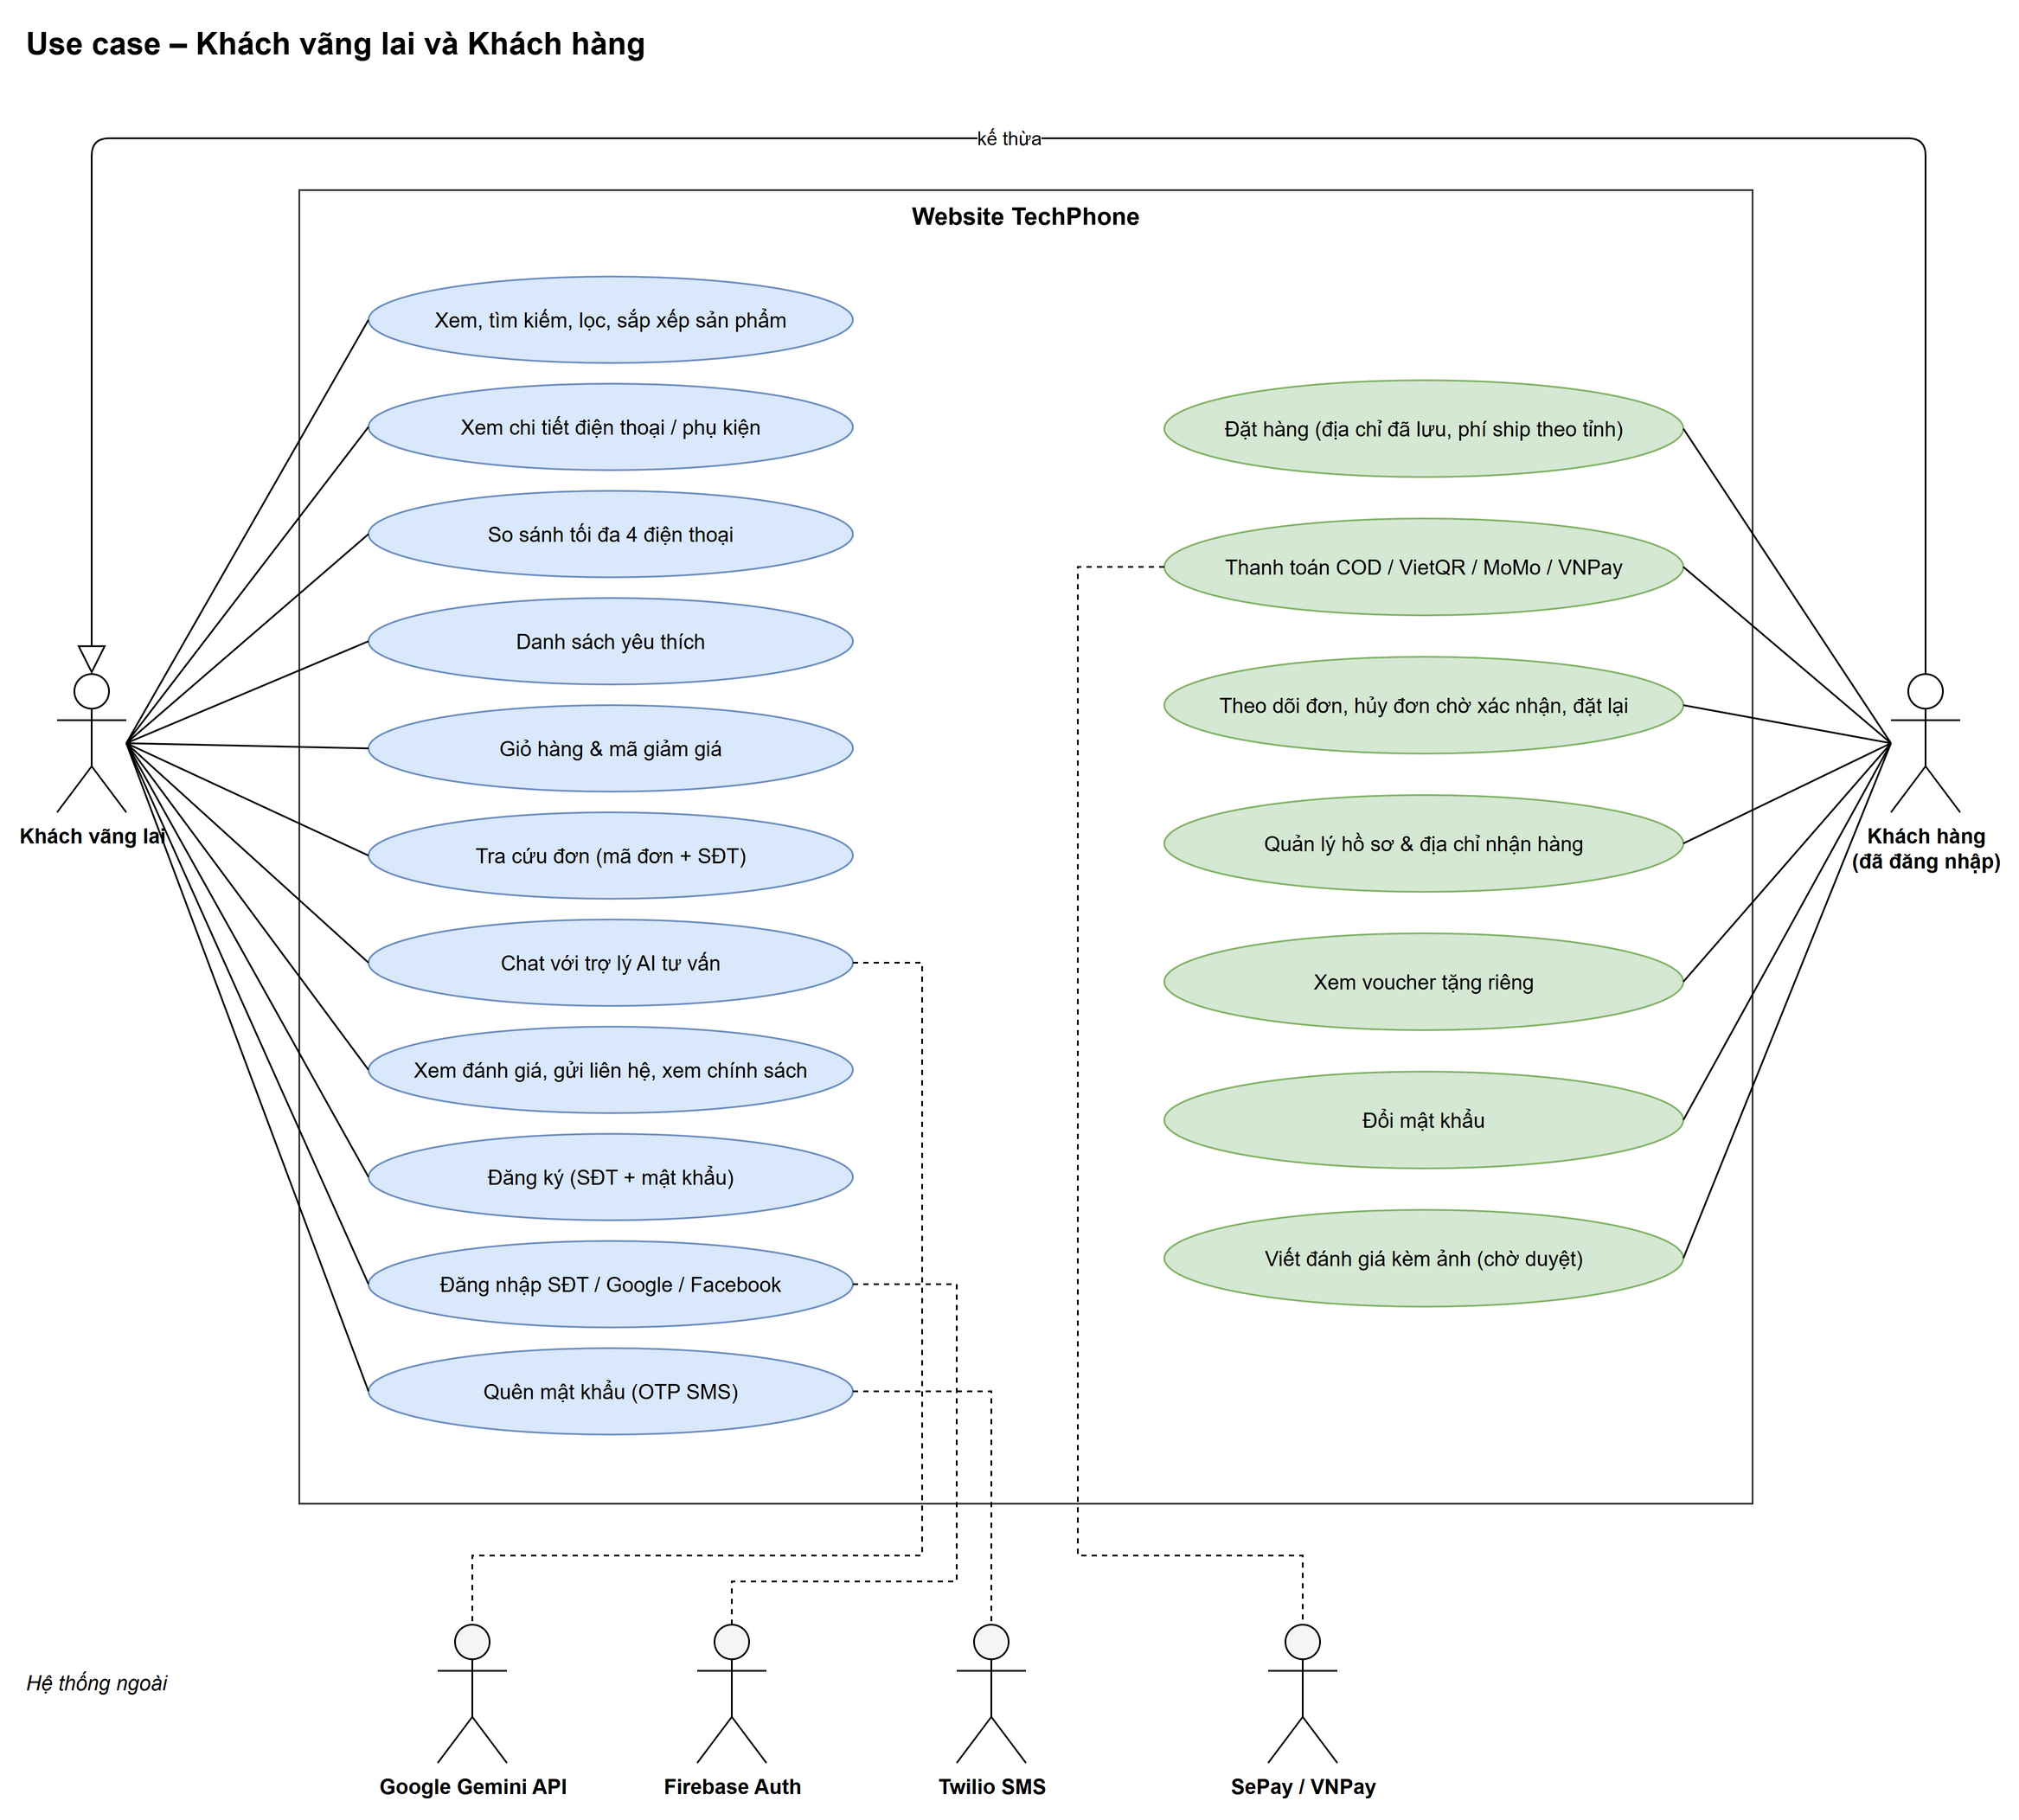 Use case – Khách vãng lai và Khách hàng
kế thừa
Website TechPhone
Xem, tìm kiếm, lọc, sắp xếp sản phẩm
Xem chi tiết điện thoại / phụ kiện
So sánh tối đa 4 điện thoại
Danh sách yêu thích
Giỏ hàng & mã giảm giá
Tra cứu đơn (mã đơn + SĐT)
Chat với trợ lý AI tư vấn
Xem đánh giá, gửi liên hệ, xem chính sách
Đăng ký (SĐT + mật khẩu)
Đăng nhập SĐT / Google / Facebook
Quên mật khẩu (OTP SMS)
Đặt hàng (địa chỉ đã lưu, phí ship theo tỉnh)
Thanh toán COD / VietQR / MoMo / VNPay
Theo dõi đơn, hủy đơn chờ xác nhận, đặt lại
Quản lý hồ sơ & địa chỉ nhận hàng
Xem voucher tặng riêng
Đổi mật khẩu
Viết đánh giá kèm ảnh (chờ duyệt)
Khách vãng lai
Khách hàng
(đã đăng nhập)
Hệ thống ngoài
Google Gemini API
Firebase Auth
Twilio SMS
SePay / VNPay